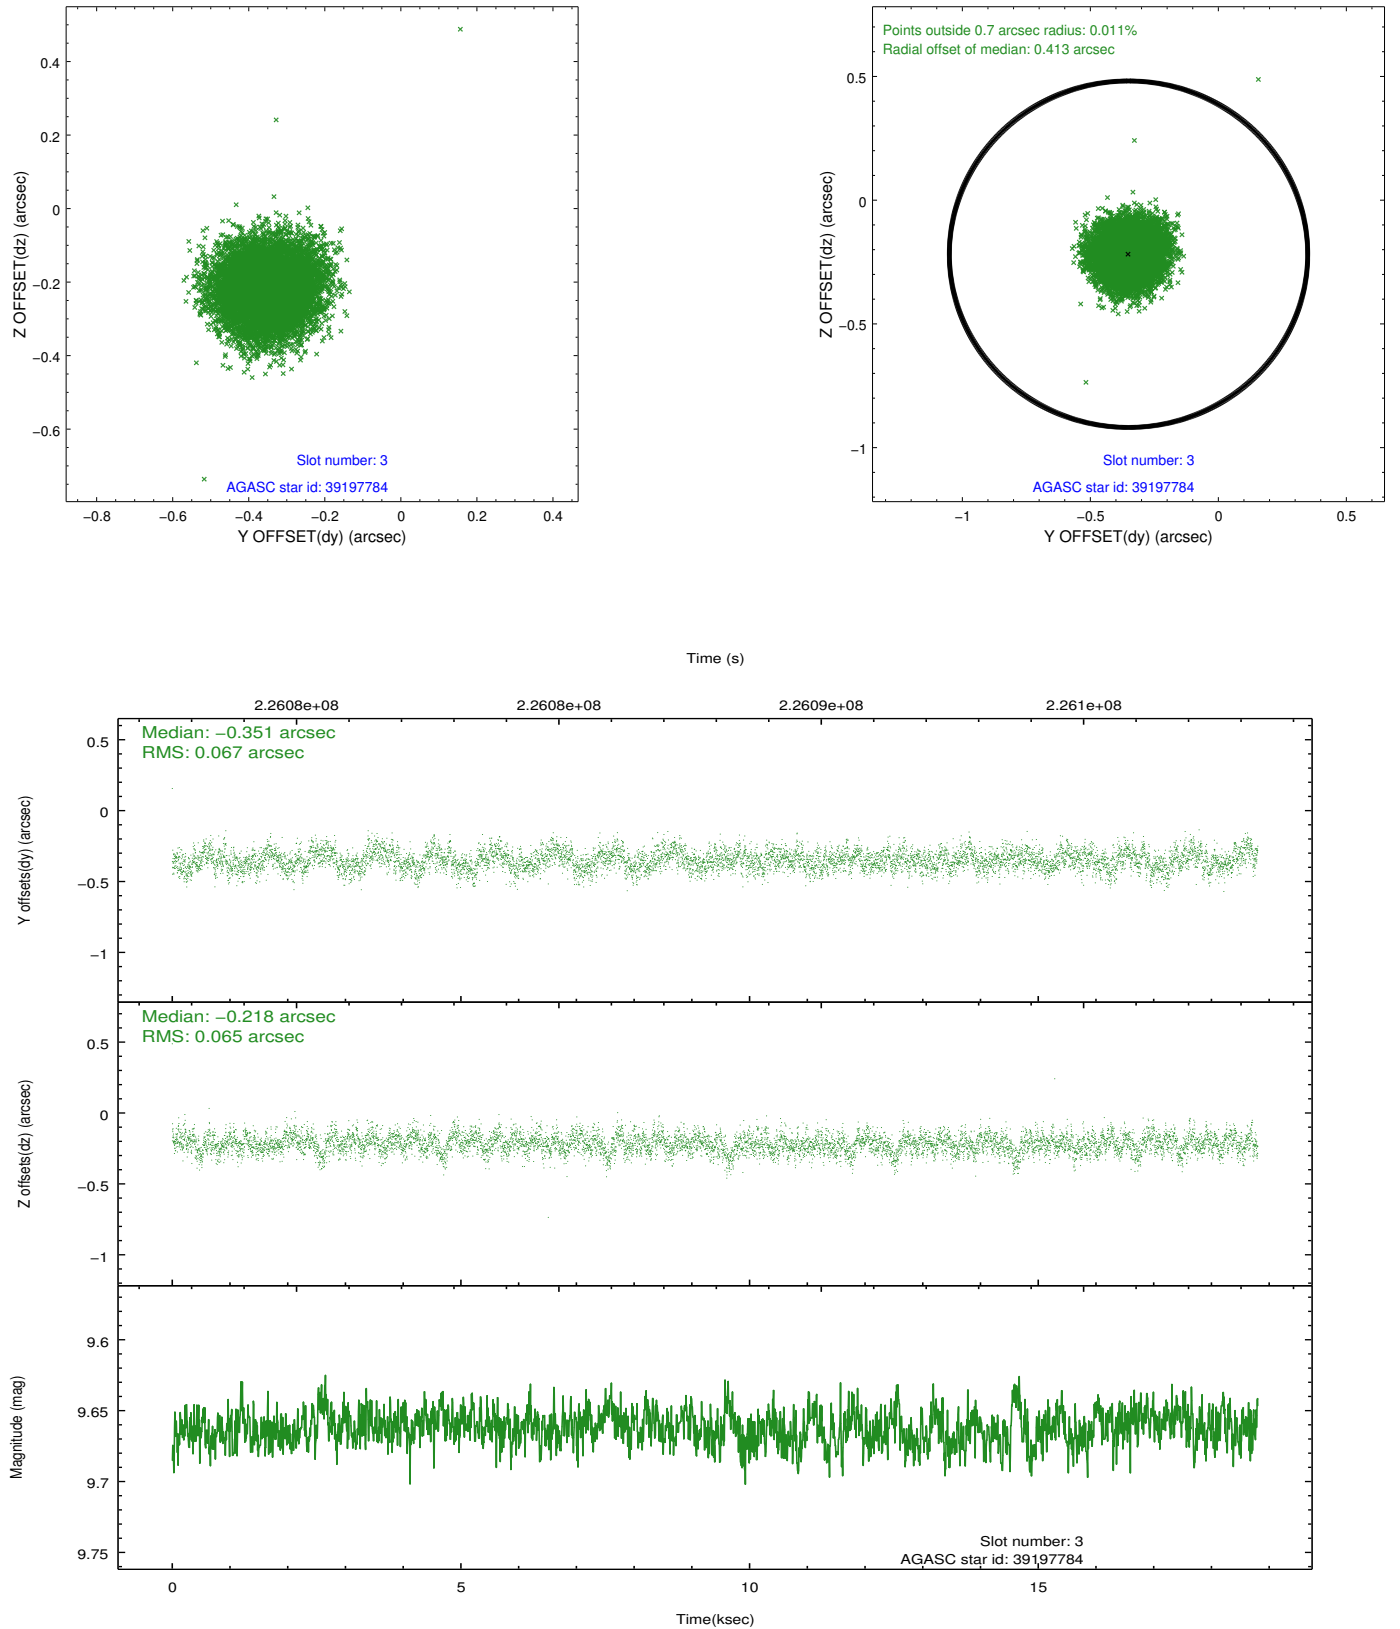 0.4
0.2
0
−0.2
−0.4
−0.6
Z OFFSET(dz) (arcsec)
Slot number: 3
AGASC star id: 39197784
−0.8 −0.6 −0.4 −0.2 0 0.2 0.4
Y OFFSET(dy) (arcsec)
Points outside 0.7 arcsec radius: 0.011%
Radial offset of median: 0.413 arcsec
0.5
0
−0.5
−1
Z OFFSET(dz) (arcsec)
Slot number: 3
AGASC star id: 39197784
−1 −0.5 0 0.5
Y OFFSET(dy) (arcsec)
Time (s)
2.2608e+08 2.2608e+08 2.2609e+08 2.261e+08
Median: −0.351 arcsec
RMS: 0.067 arcsec
0.5
0
−0.5
−1
Y offsets(dy) (arcsec)
Median: −0.218 arcsec
RMS: 0.065 arcsec
0.5
0
−0.5
−1
Z offsets(dz) (arcsec)
9.6
9.65
9.7
9.75
Magnitude (mag)
Slot number: 3
AGASC star id: 39197784
0 5 10 15
Time(ksec)